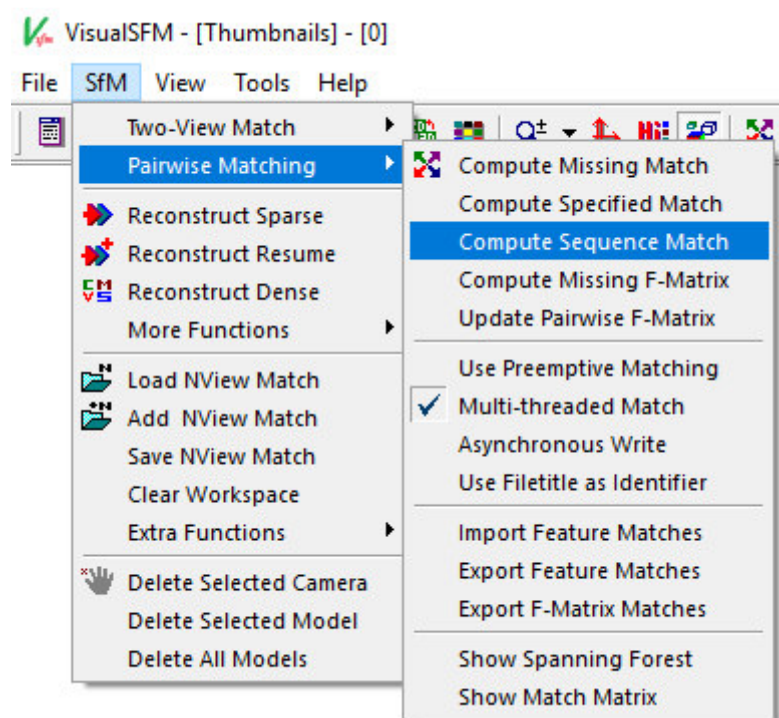 VisualSFM - [Thumbnails] - [0]
File SfM View Tools Help
Two-View Match
Pairwise Matching
Reconstruct Sparse
Reconstruct Resume
Reconstruct Dense
More Functions
Load NView Match
Add NView Match
Save NView Match
Clear Workspace
Extra Functions
Delete Selected Camera
Delete Selected Model
Delete All Models
Compute Missing Match
Compute Specified Match
Compute Sequence Match
Compute Missing F-Matrix
Update Pairwise F-Matrix
Use Preemptive Matching
Multi-threaded Match
Asynchronous Write
Use Filetitle as Identifier
Import Feature Matches
Export Feature Matches
Export F-Matrix Matches
Show Spanning Forest
Show Match Matrix